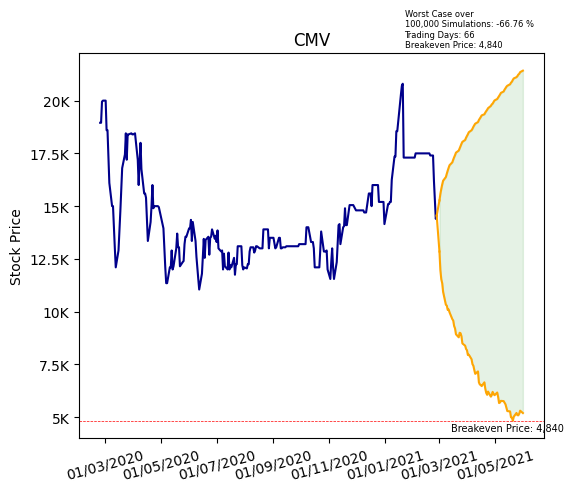 Worst Case over
100,000 Simulations: -66.76 %
Trading Days: 66
Breakeven Price: 4,840
CMV
Stock Price
20K
17.5K
15K
12.5K
10K
7.5K
5K
Breakeven Price: 4,840
01/03/2020 01/05/2020 01/07/2020 01/09/2020 01/11/2020 01/01/2021 01/03/2021 01/05/2021